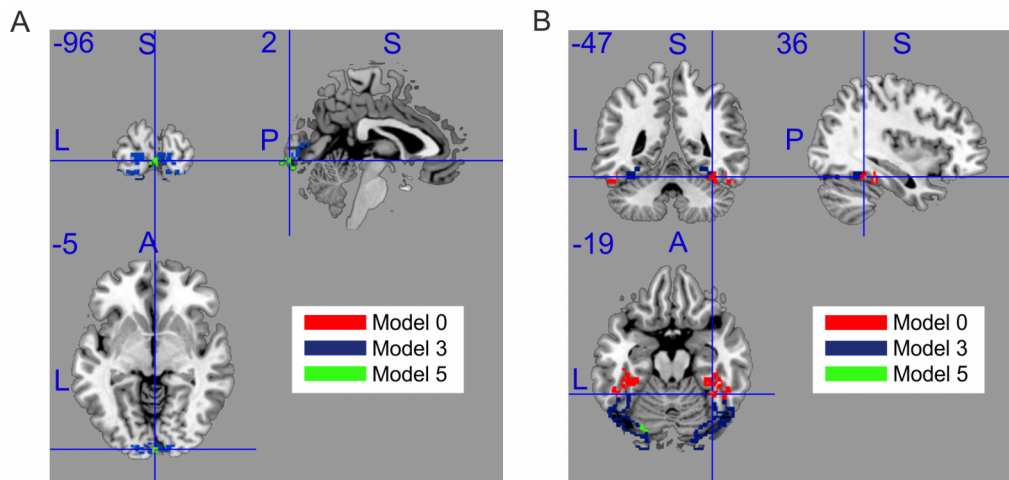 A
-96 S 2 S
L P
-5 A
L
Model 0
Model 3
Model 5
B
-47 S 36 S
L P
-19 A
L
Model 0
Model 3
Model 5